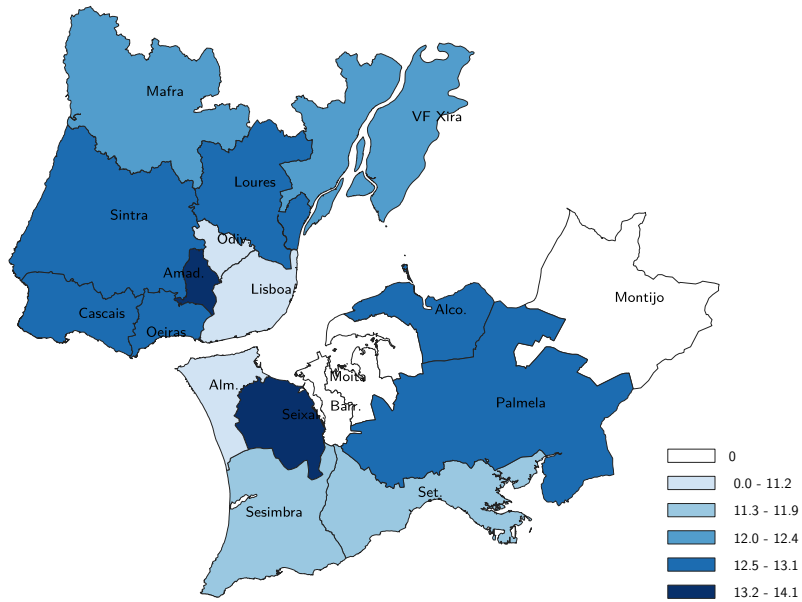 Mafra
VF Xira
Loures
Sintra
Odiv.
Amad.
Lisboa
Montijo
Cascais
Alco.
Oeiras
Moita
Alm.
Palmela
Barr.
Seixal
Set.
Sesimbra
0
0.0 - 11.2
11.3 - 11.9
12.0 - 12.4
12.5 - 13.1
13.2 - 14.1